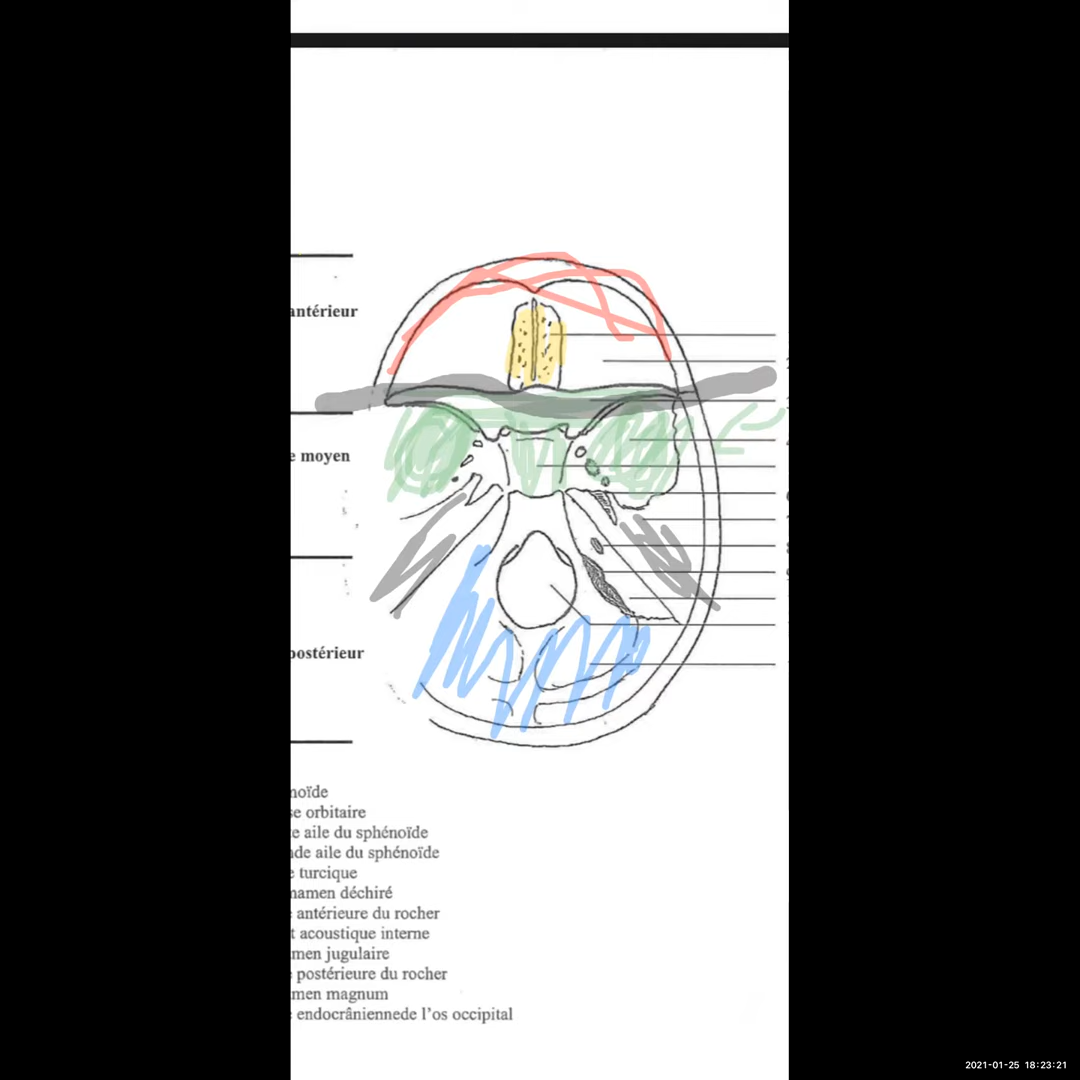 antérieur
e moyen
postérieur
noïde
se orbitaire
te aile du sphénoïde
nde aile du sphénoïde
e turcique
namen déchiré
antérieure du rocher
t acoustique interne
men jugulaire
postérieure du rocher
men magnum
endocrâniennede l'os occipital
2021-01-25 18:23:21